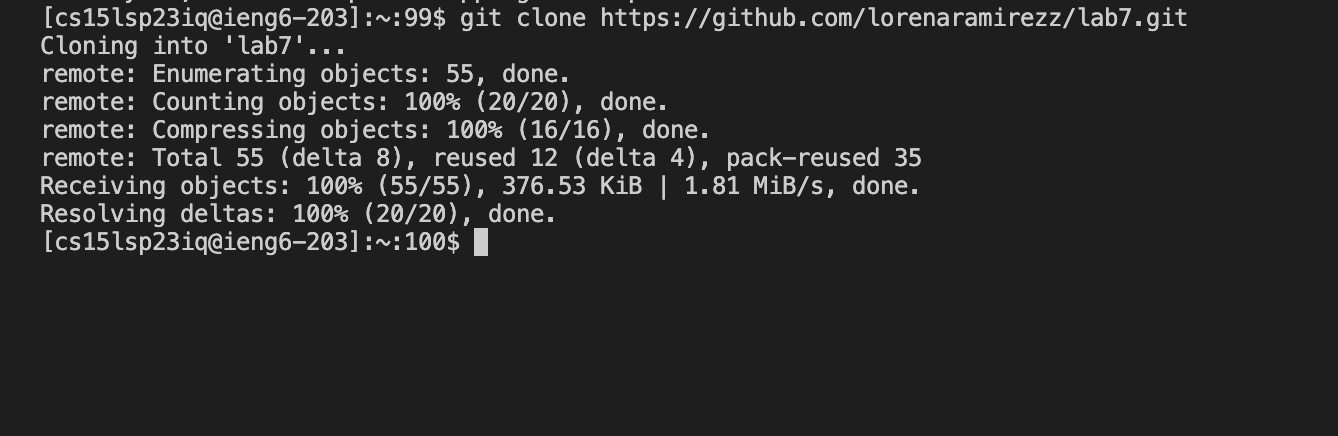 [cs15lsp23iq@ieng6-203]:~:99$ git clone https://github.com/lorenaramirezz/lab7.git
Cloning into 'lab7'...
remote: Enumerating objects: 55, done.
remote: Counting objects: 100% (20/20), done.
remote: Compressing objects: 100% (16/16), done.
remote: Total 55 (delta 8), reused 12 (delta 4), pack-reused 35
Receiving objects: 100% (55/55), 376.53 KiB | 1.81 MiB/s, done.
Resolving deltas: 100% (20/20), done.
[cs15lsp23iq@ieng6-203]:~:100$